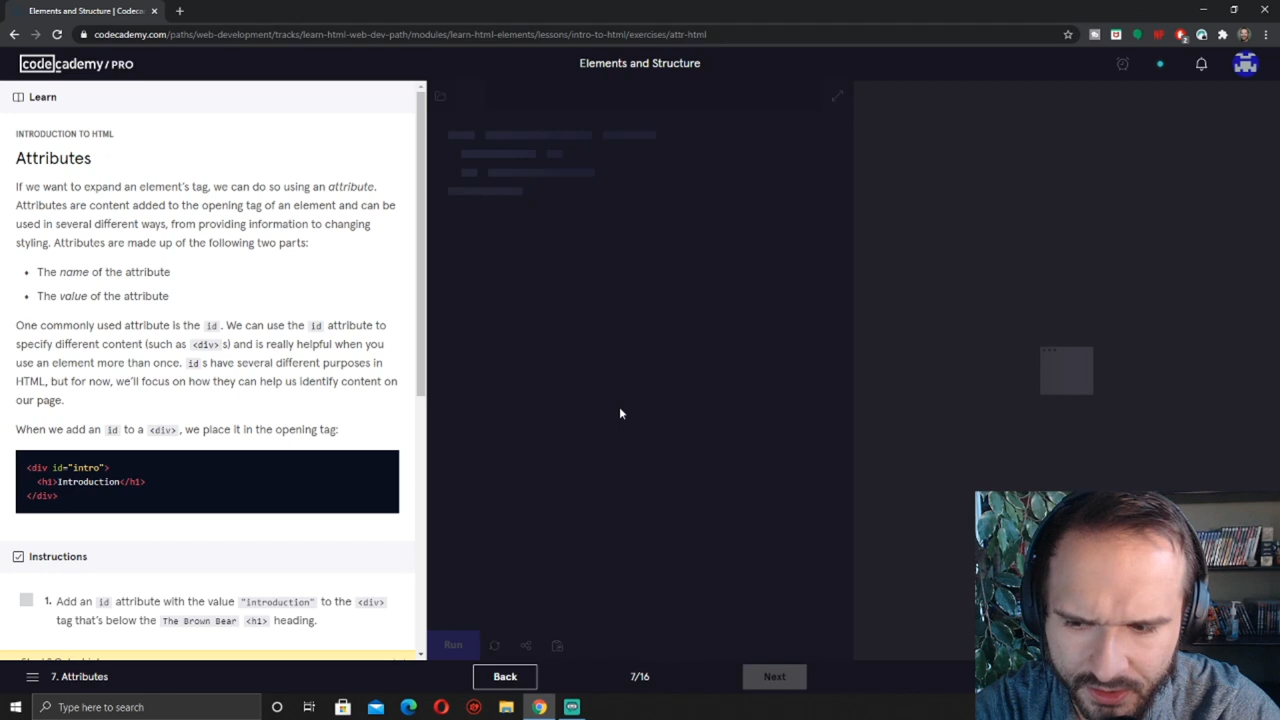 Elements and Structure | Codeca
codecademy.com/paths/web-development/tracks/learn-html-web-dev-path/modules/learn-html-elements/lessons/intro-to-html/exercises/attr-html
codecademy / PRO
Elements and Structure
Learn
INTRODUCTION TO HTML
Attributes
If we want to expand an element's tag, we can do so using an attribute.
Attributes are content added to the opening tag of an element and can be
used in several different ways, from providing information to changing
styling. Attributes are made up of the following two parts:
• The name of the attribute
• The value of the attribute
One commonly used attribute is the id. We can use the id attribute to
specify different content (such as <div>s) and is really helpful when you
use an element more than once. ids have several different purposes in
HTML, but for now, we'll focus on how they can help us identify content on
our page.
When we add an id to a <div>, we place it in the opening tag:
<div id="intro">
<h1>Introduction</h1>
</div>
Instructions
1. Add an id attribute with the value "introduction" to the <div>
tag that's below the The Brown Bear <h1> heading.
Run
7. Attributes
Back
7/16
Next
Type here to search